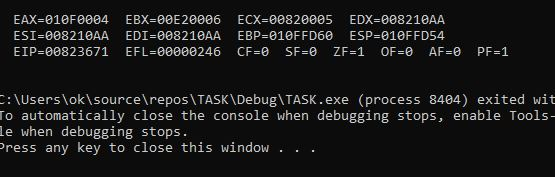 EAX=010F0004 EBX=00E20006 ECX=00820005 EDX=008210AA
ESI=008210AA EDI=008210AA EBP=010FFD60 ESP=010FFD54
EIP=00823671 EFL=00000246 CF=0 SF=0 ZF=1 OF=0 AF=0 PF=1
C:\Users\ok\source\repos\TASK\Debug\TASK.exe (process 8404) exited wit
To automatically close the console when debugging stops, enable Tools-
le when debugging stops.
Press any key to close this window . . .